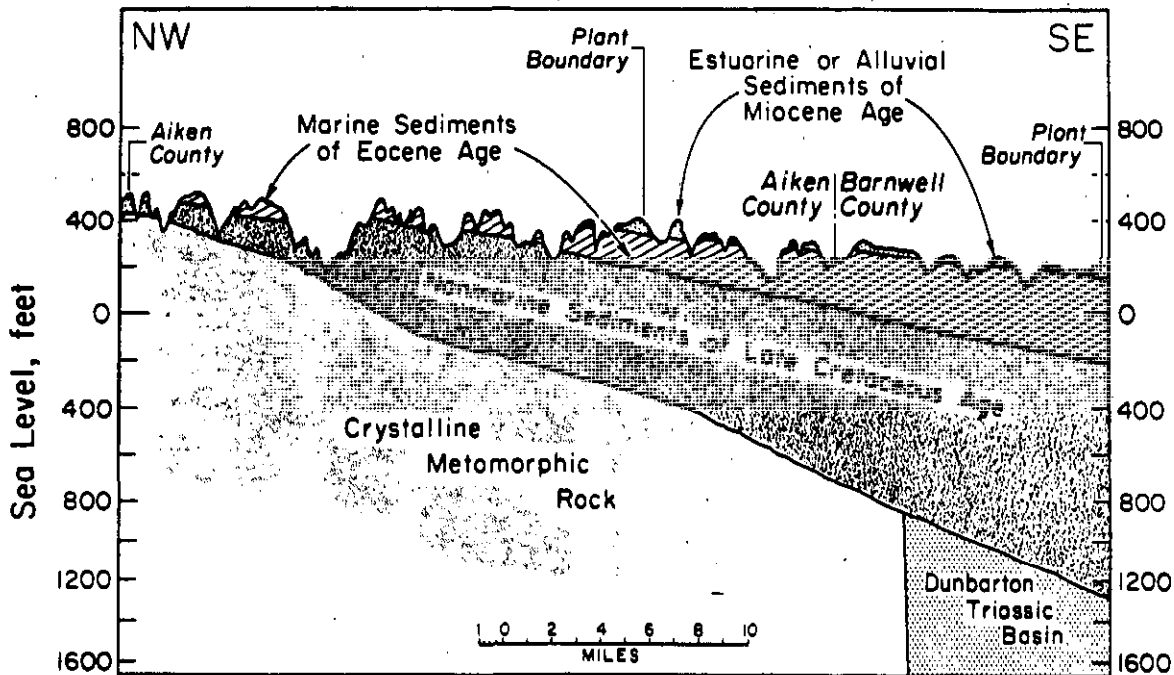 NW
SE
Plant
Boundary
Estuarine or Alluvial
Sediments of
Miocene Age
Aiken
County
Marine Sediments
of Eocene Age
Plant
Boundary
Aiken
County
Barnwell
County
Nonmarine Sediments of Late Cretaceous Age
Crystalline
Metamorphic
Rock
Dunbarton
Triassic
Basin
Sea Level, feet
800
400
0
400
800
1200
1600
800
400
0
400
800
1200
1600
1 0 2 4 6 8 10
MILES